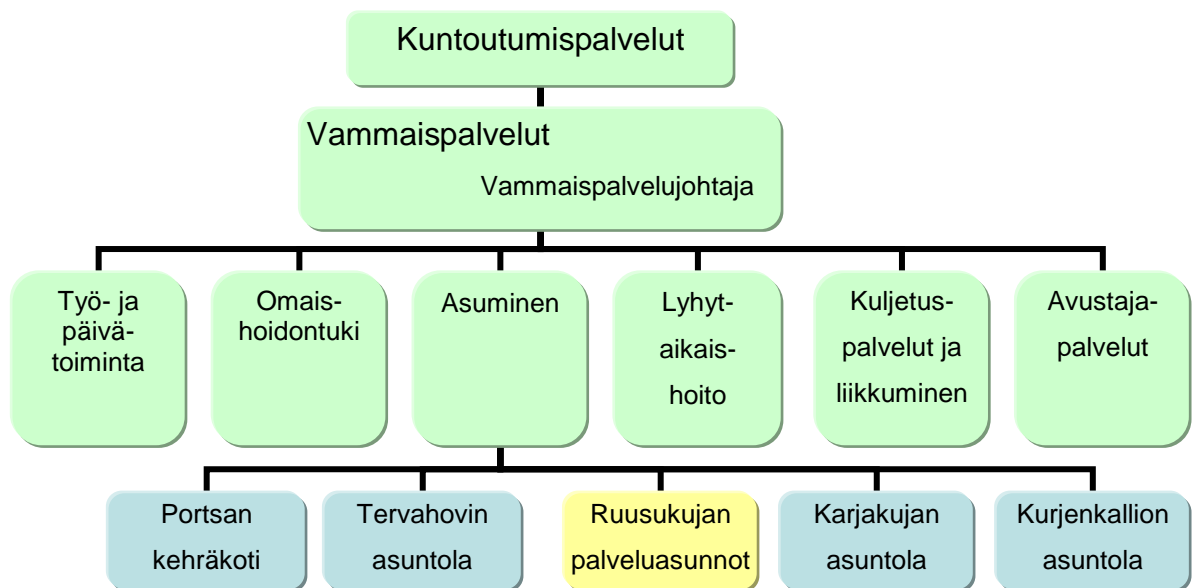 Kuntoutumispalvelut
Vammaispalvelut
Vammaispalvelujohtaja
Työ- ja
päivä-
toiminta
Omais-
hoidontuki
Asuminen
Lyhyt-
aikais-
hoito
Kuljetus-
palvelut ja
liikkuminen
Avustaja-
palvelut
Portsan
kehräkoti
Tervahovin
asuntola
Ruusukujan
palveluasunnot
Karjakujan
asuntola
Kurjenkallion
asuntola